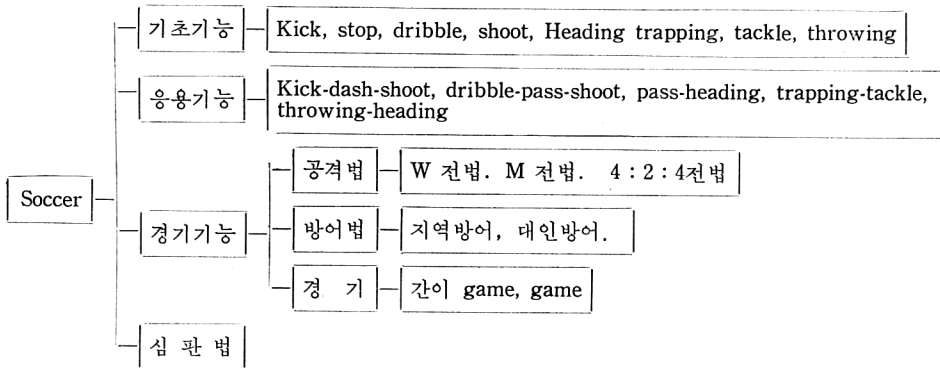 기초기능 Kick, stop, dribble, shoot, Heading trapping, tackle, throwing
응용기능 Kick-dash-shoot, dribble-pass-shoot, pass-heading, trapping-tackle,
throwing-heading
공격법 W 전법. M 전법. 4 : 2 : 4전법
Soccer
경기기능 방어법 지역방어, 대인방어.
경 기 간이 game, game
심 판 법